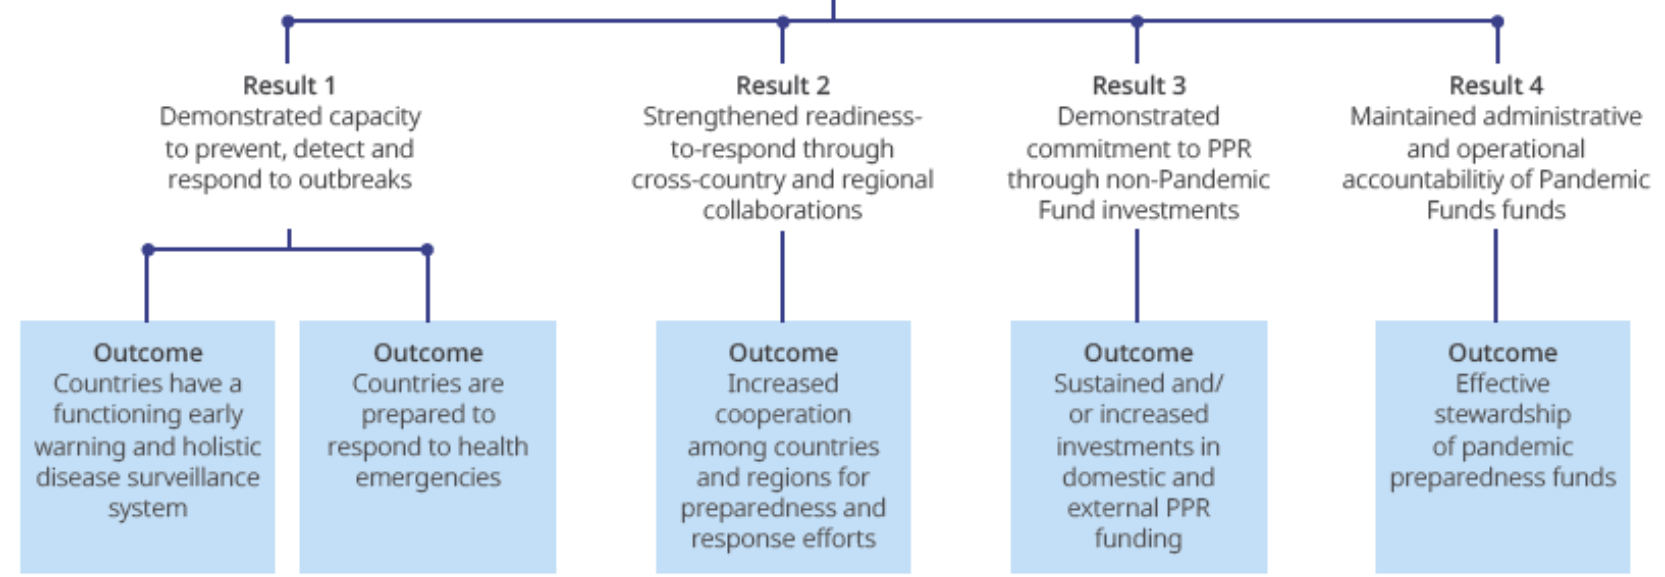 Result 1
Demonstrated capacity
to prevent, detect and
respond to outbreaks
Result 2
Strengthened readiness-
to-respond through
cross-country and regional
collaborations
Result 3
Demonstrated
commitment to PPR
through non-Pandemic
Fund investments
Result 4
Maintained administrative
and operational
accountabilitiy of Pandemic
Funds funds
Outcome
Countries have a
functioning early
warning and holistic
disease surveillance
system
Outcome
Countries are
prepared to
respond to health
emergencies
Outcome
Increased
cooperation
among countries
and regions for
preparedness and
response efforts
Outcome
Sustained and/
or increased
investments in
domestic and
external PPR
funding
Outcome
Effective
stewardship
of pandemic
preparedness funds